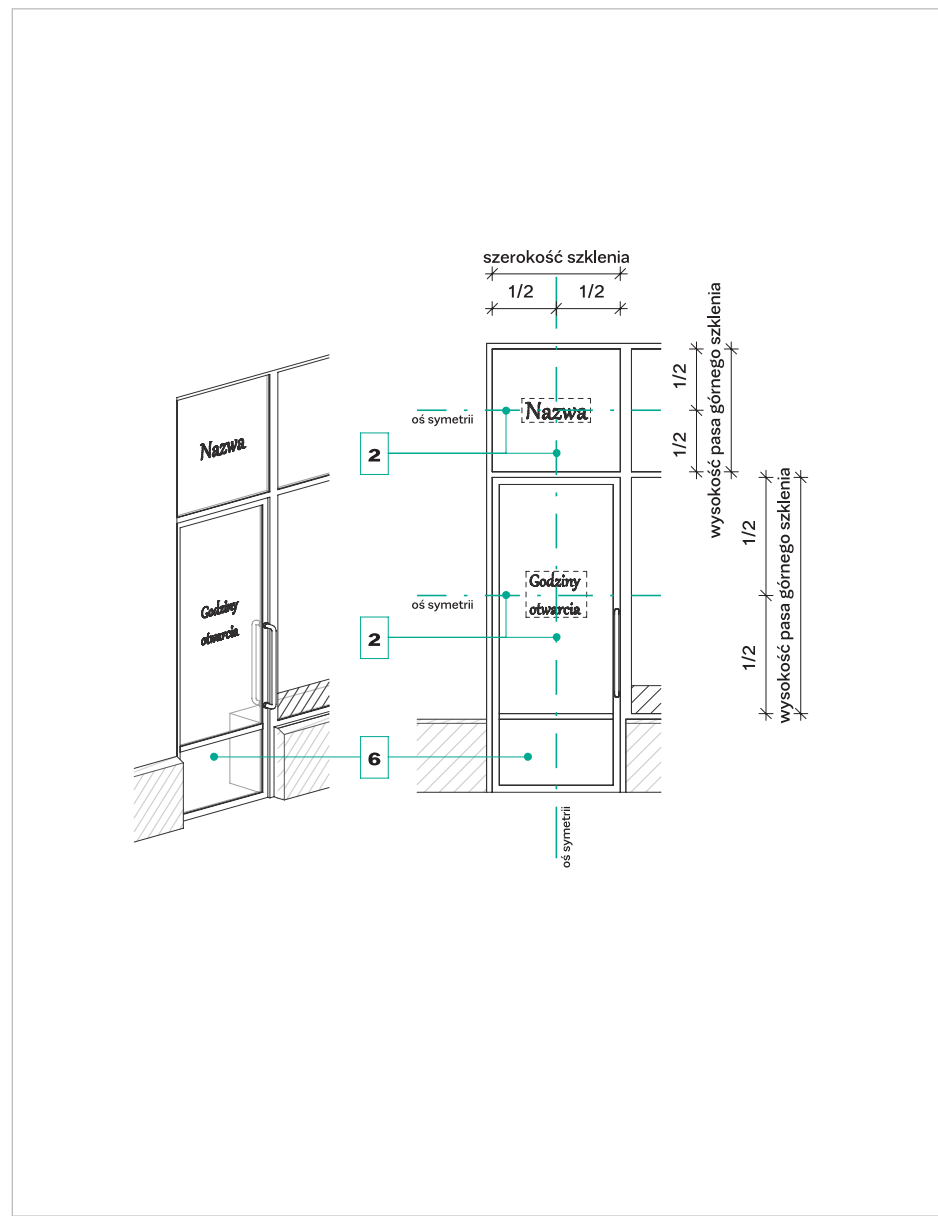 szerokość szklenia
1/2
1/2
wysokość pasa górnego szklenia
1/2
1/2
Nazwa
Nazwa
oś symetrii
2
wysokość pasa górnego szklenia
1/2
1/2
Godziny
otwarcia
Godziny
otwarcia
oś symetrii
2
6
oś symetrii